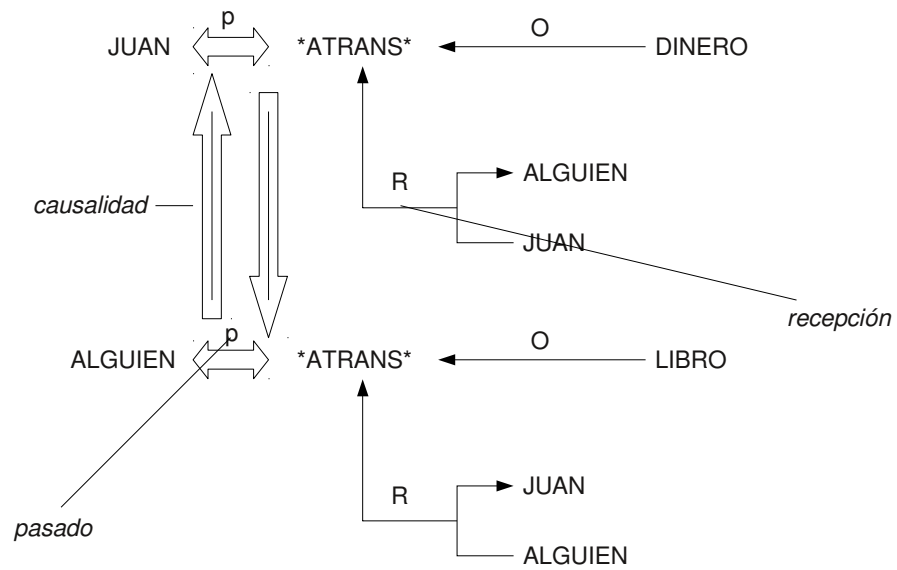 p
JUAN *ATRANS* O DINERO
ALGUIEN
R
causalidad
JUAN
recepción
p
ALGUIEN *ATRANS* O LIBRO
JUAN
R
pasado
ALGUIEN